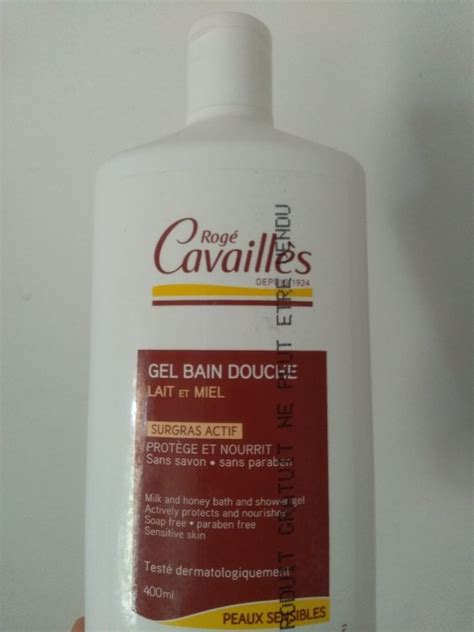 Rogé
Cavaillès
DEPUIS 1924
GEL BAIN DOUCHE
LAIT ET MIEL
SURGRAS ACTIF
PROTÈGE ET NOURRIT
Sans savon • sans paraben
Milk and honey bath and shower gel
Actively protects and nourishes
Soap free • paraben free
Sensitive skin
Testé dermatologiquement
400ml
PEAUX SENSIBLES
PRODUIT GRATUIT NE PEUT ETRE VENDU